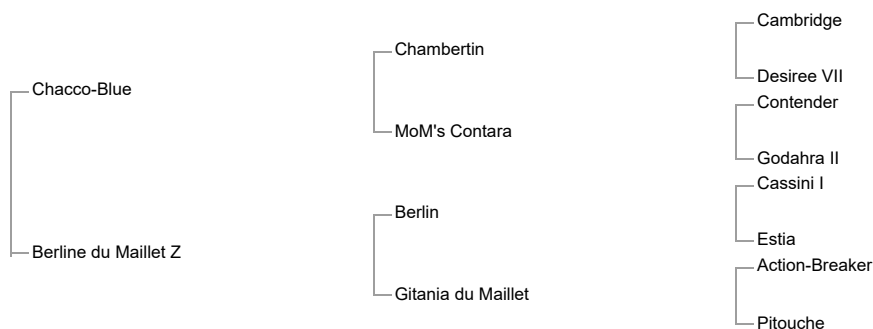 Cambridge
Chambertin
Desiree VII
Chacco-Blue
Contender
MoM's Contara
Godahra II
Cassini I
Berlin
Estia
Berline du Maillet Z
Action-Breaker
Gitania du Maillet
Pitouche